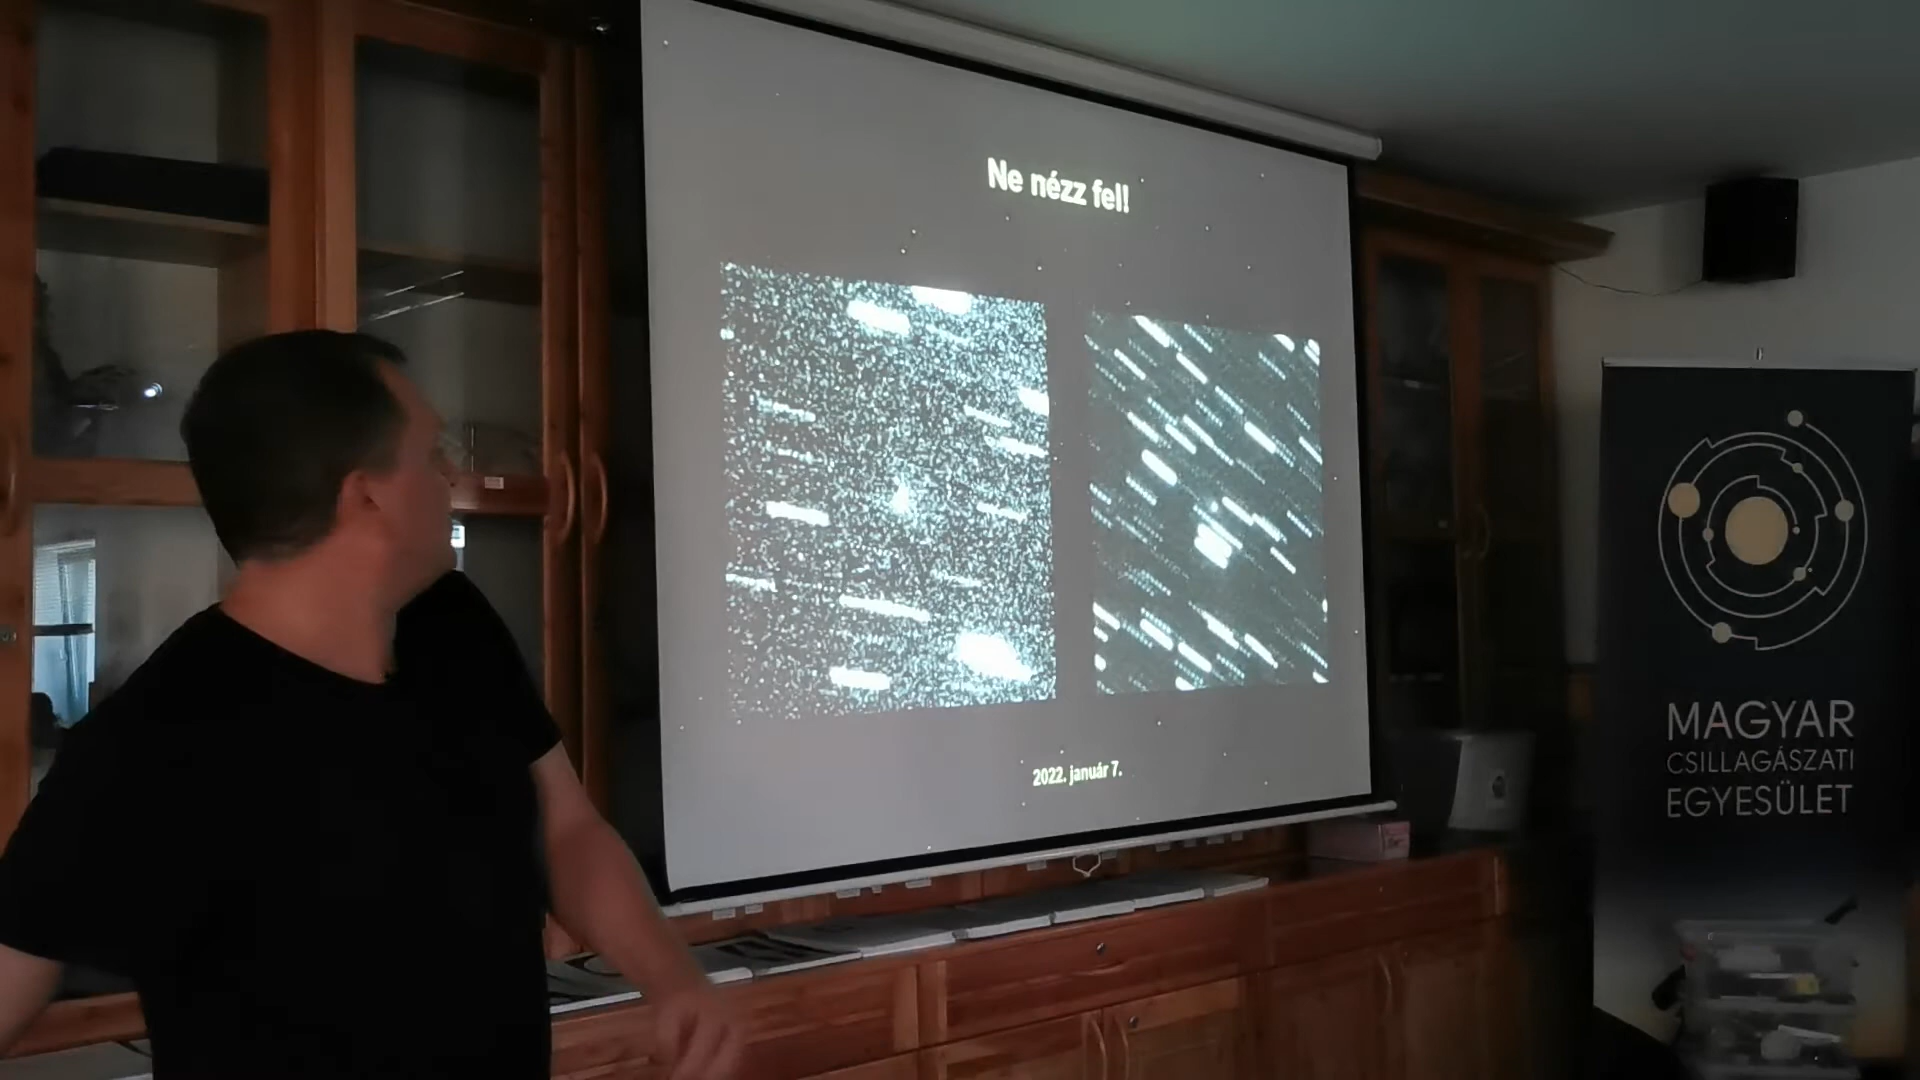 Ne nézz fel!
2022. január 7.
MAGYAR
CSILLAGÁSZATI
EGYESÜLET